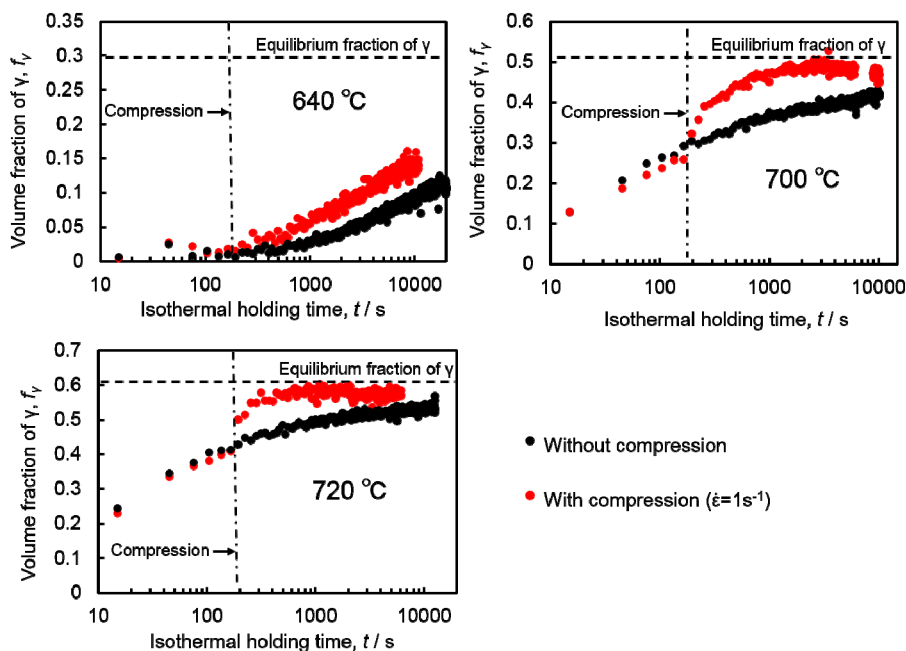 0.35
0.3
0.25
0.2
0.15
0.1
0.05
0
Volume fraction of γ, fγ
Equilibrium fraction of γ
Compression
640 °C
10 100 1000 10000
Isothermal holding time, t / s
0.6
0.5
0.4
0.3
0.2
0.1
0
Volume fraction of γ, fγ
Equilibrium fraction of γ
Compression
700 °C
10 100 1000 10000
Isothermal holding time, t / s
0.7
0.6
0.5
0.4
0.3
0.2
0.1
0
Volume fraction of γ, fγ
Equilibrium fraction of γ
720 °C
Compression
10 100 1000 10000
Isothermal holding time, t / s
Without compression
With compression (ε̇=1s⁻¹)